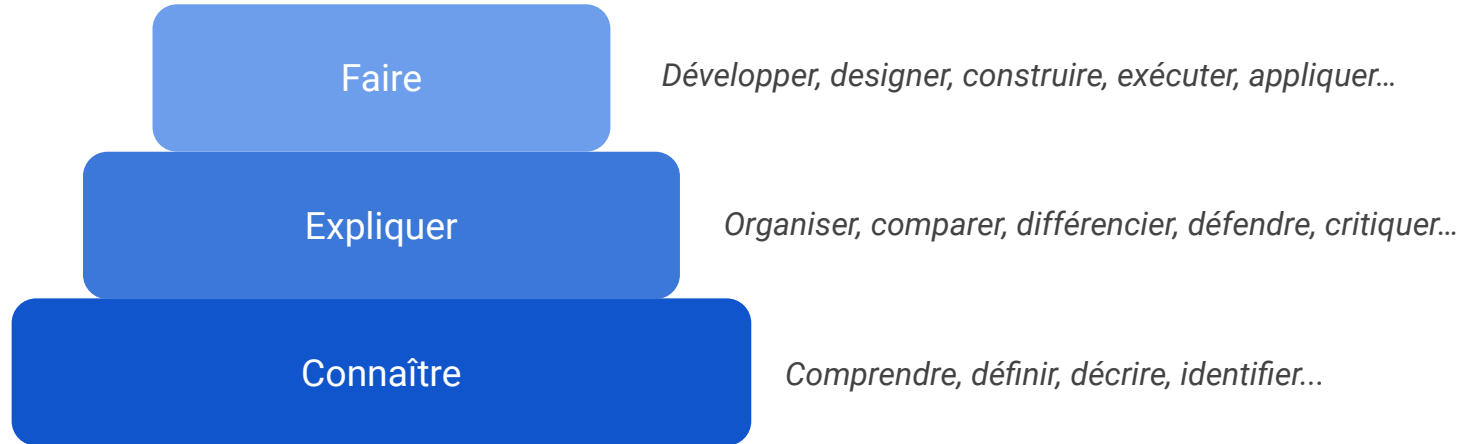 Faire
Développer, designer, construire, exécuter, appliquer…
Expliquer
Organiser, comparer, différencier, défendre, critiquer…
Connaître
Comprendre, définir, décrire, identifier...